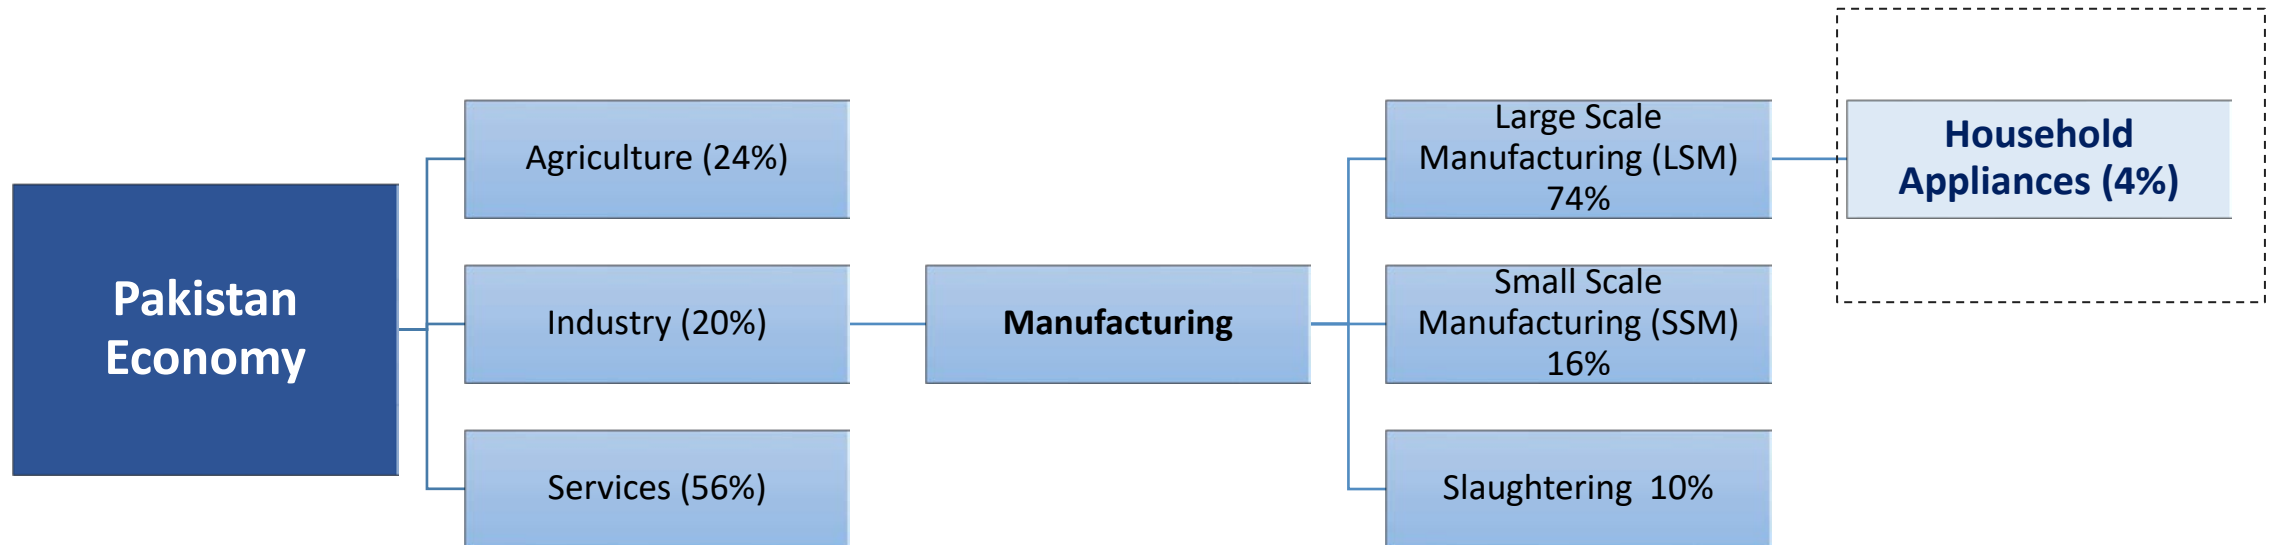 Pakistan
Economy
Agriculture (24%)
Industry (20%)
Services (56%)
Manufacturing
Large Scale
Manufacturing (LSM)
74%
Small Scale
Manufacturing (SSM)
16%
Slaughtering  10%
Household
Appliances (4%)